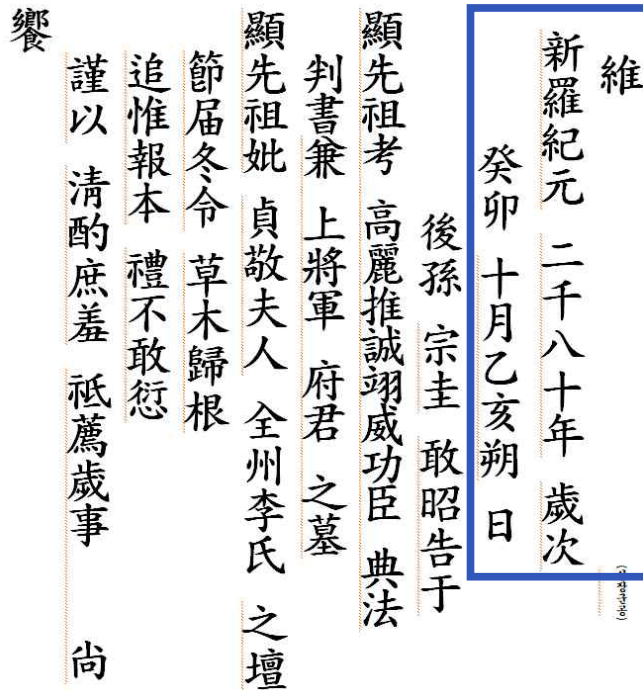 維
新羅紀元 二千八十年 歲次
癸卯 十月乙亥朔 日
後孫 宗圭 敢昭告于
顯先祖考 高麗推誠翊威功臣 典法
判書兼 上將軍 府君 之墓
顯先祖妣 貞敬夫人 全州李氏 之壇
節届冬令 草木歸根
追惟報本 禮不敢愆
謹以 淸酌庶羞 祗薦歲事 尚
饗